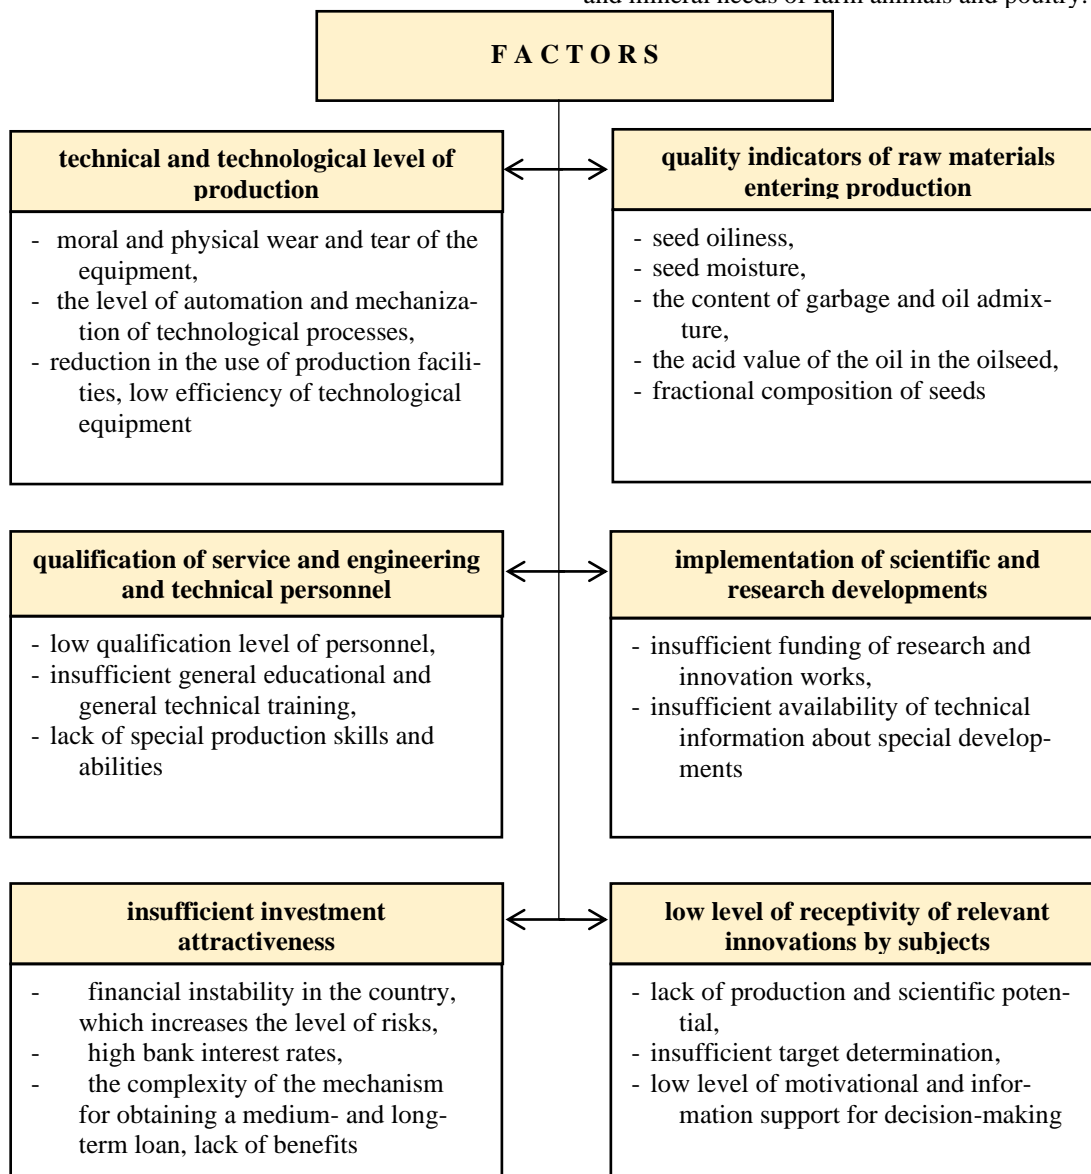 and mineral needs of farm animals and poultry.
F A C T O R S
technical and technological level of
production
- moral and physical wear and tear of the
equipment,
- the level of automation and mechaniza-
tion of technological processes,
- reduction in the use of production facili-
ties, low efficiency of technological
equipment
quality indicators of raw materials
entering production
- seed oiliness,
- seed moisture,
- the content of garbage and oil admix-
ture,
- the acid value of the oil in the oilseed,
- fractional composition of seeds
qualification of service and engineering
and technical personnel
- low qualification level of personnel,
- insufficient general educational and
general technical training,
- lack of special production skills and
abilities
implementation of scientific and
research developments
- insufficient funding of research and
innovation works,
- insufficient availability of technical
information about special develop-
ments
insufficient investment
attractiveness
- financial instability in the country,
which increases the level of risks,
- high bank interest rates,
- the complexity of the mechanism
for obtaining a medium- and long-
term loan, lack of benefits
low level of receptivity of relevant
innovations by subjects
- lack of production and scientific poten-
tial,
- insufficient target determination,
- low level of motivational and infor-
mation support for decision-making